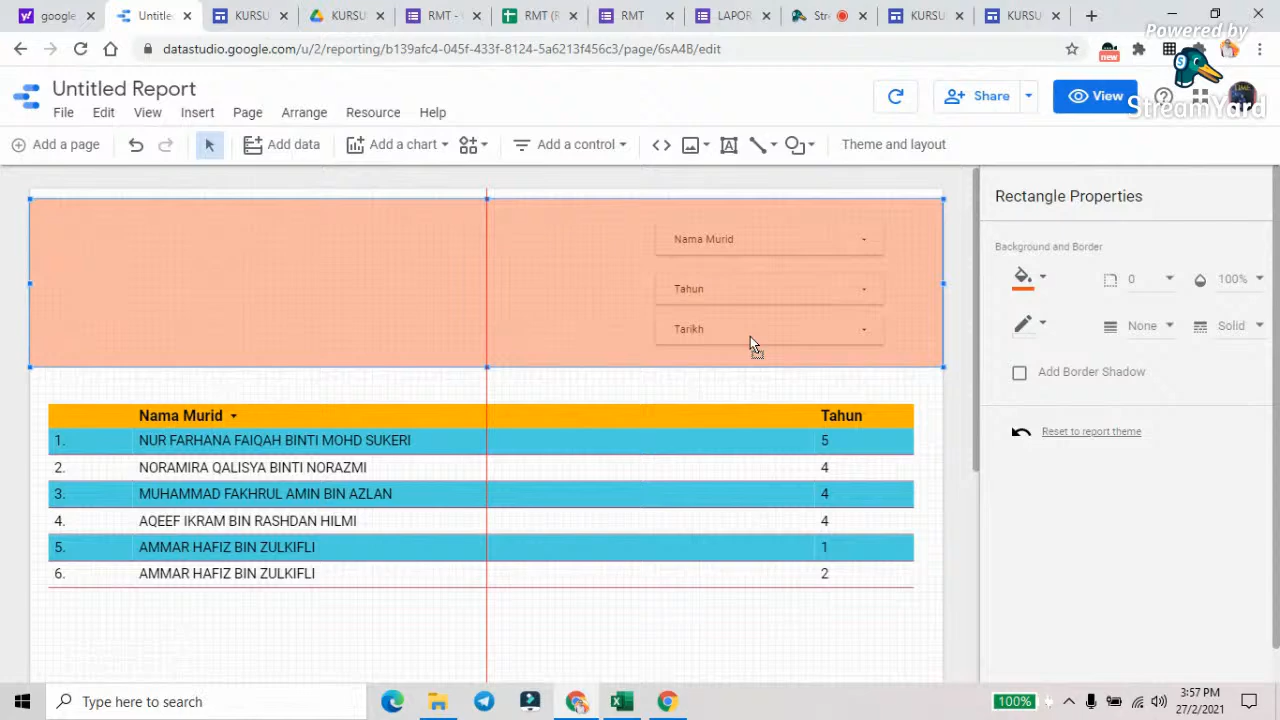 google
Untitle
KURSU
KURSUS
RMT -
RMT (
RMT
LAPOR
Stre
KURSU
KURSU
datastudio.google.com/u/2/reporting/b139afc4-045f-433f-8124-5a6213f456c3/page/6sA4B/edit
new
Powered by
StreamYard
Untitled Report
File Edit View Insert Page Arrange Resource Help
Share
View
Add a page
Add data
Add a chart
Add a control
Theme and layout
Nama Murid
Tahun
Tarikh
Nama Murid Tahun
1. NUR FARHANA FAIQAH BINTI MOHD SUKERI 5
2. NORAMIRA QALISYA BINTI NORAZMI 4
3. MUHAMMAD FAKHRUL AMIN BIN AZLAN 4
4. AQEEF IKRAM BIN RASHDAN HILMI 4
5. AMMAR HAFIZ BIN ZULKIFLI 1
6. AMMAR HAFIZ BIN ZULKIFLI 2
Rectangle Properties
Background and Border
0 100%
None Solid
Add Border Shadow
Reset to report theme
Type here to search
100%
3:57 PM
27/2/2021